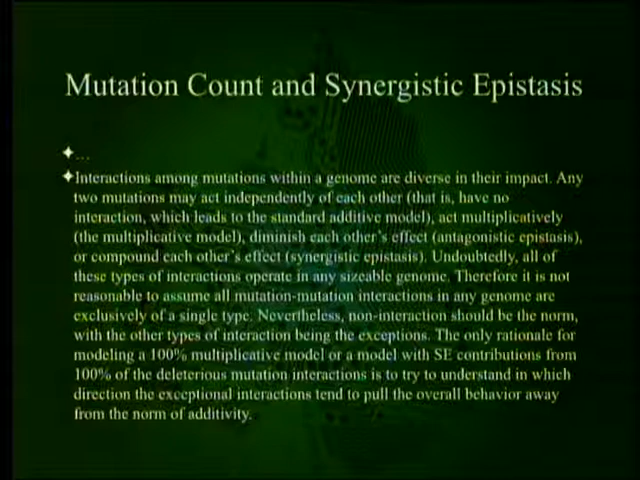 Mutation Count and Synergistic Epistasis
✦...
✦Interactions among mutations within a genome are diverse in their impact. Any
two mutations may act independently of each other (that is, have no
interaction, which leads to the standard additive model), act multiplicatively
(the multiplicative model), diminish each other's effect (antagonistic epistasis),
or compound each other's effect (synergistic epistasis). Undoubtedly, all of
these types of interactions operate in any sizeable genome. Therefore it is not
reasonable to assume all mutation-mutation interactions in any genome are
exclusively of a single type. Nevertheless, non-interaction should be the norm,
with the other types of interaction being the exceptions. The only rationale for
modeling a 100% multiplicative model or a model with SE contributions from
100% of the deleterious mutation interactions is to try to understand in which
direction the exceptional interactions tend to pull the overall behavior away
from the norm of additivity.